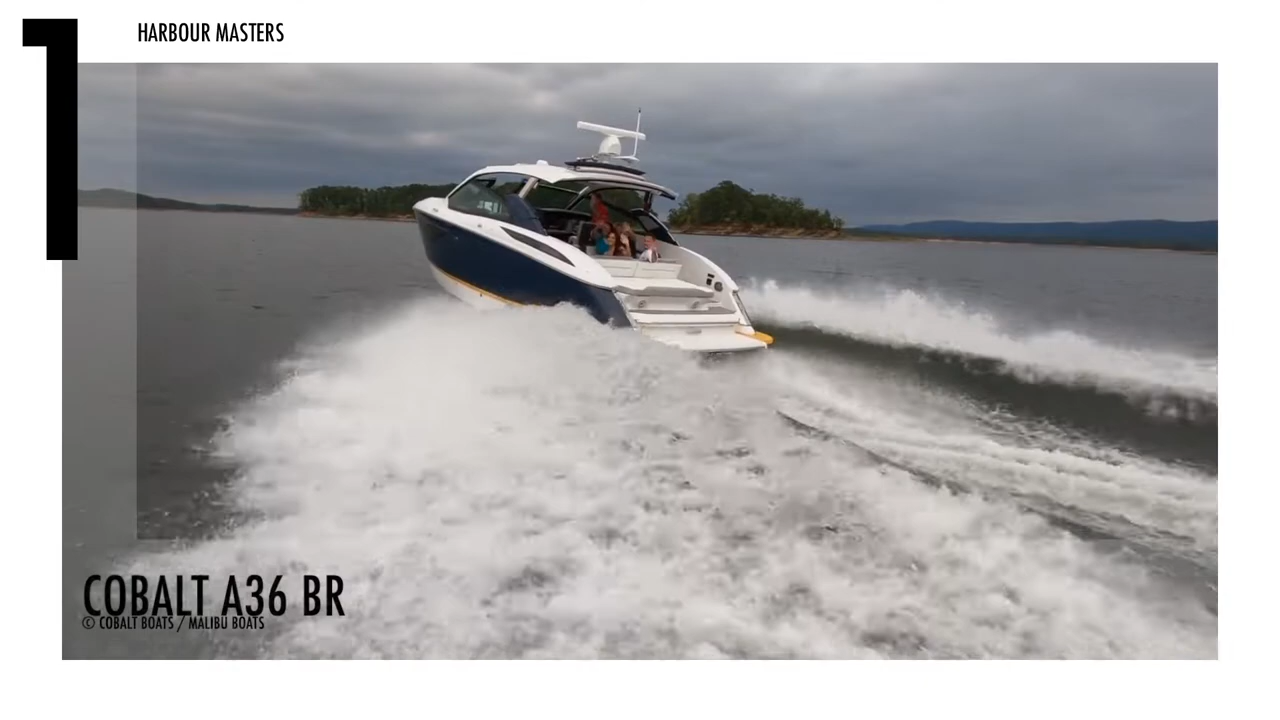 1
HARBOUR MASTERS
COBALT A36 BR
© COBALT BOATS / MALIBU BOATS